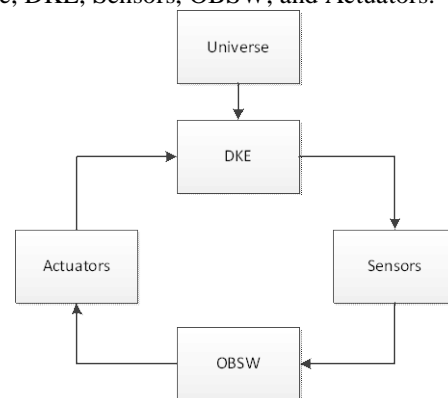 DKE, Sensors, OBSW, and Actuators.
Universe
DKE
Actuators
Sensors
OBSW